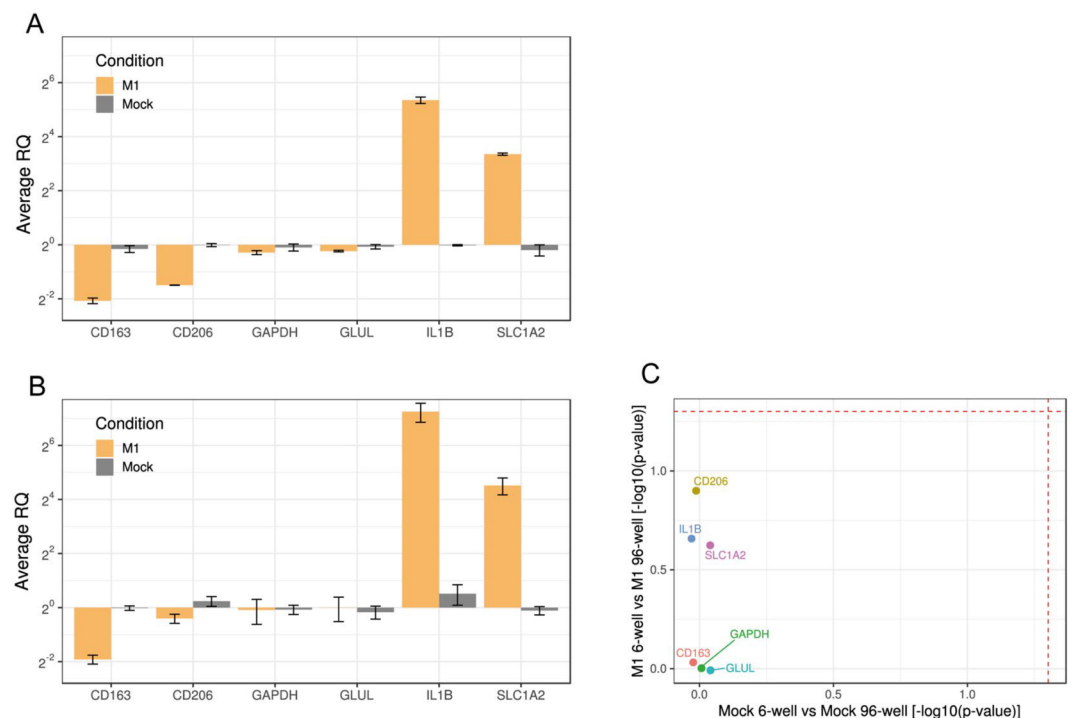 A
Average RQ
Condition
M1
Mock
2^6
2^4
2^2
2^0
2^-2
CD163 CD206 GAPDH GLUL IL1B SLC1A2
B
Average RQ
Condition
M1
Mock
2^6
2^4
2^2
2^0
2^-2
CD163 CD206 GAPDH GLUL IL1B SLC1A2
C
M1 6-well vs M1 96-well [-log10(p-value)]
1.0
0.5
0.0
CD206
IL1B
SLC1A2
GAPDH
CD163
GLUL
0.0 0.5 1.0
Mock 6-well vs Mock 96-well [-log10(p-value)]